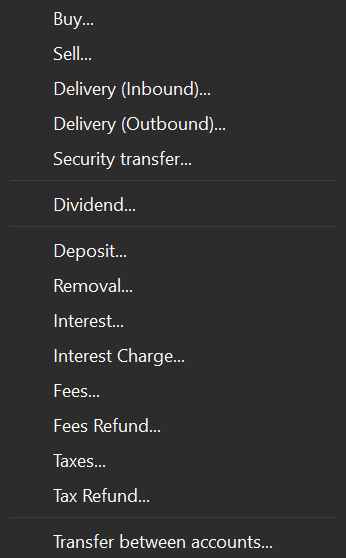 Buy...
Sell...
Delivery (Inbound)...
Delivery (Outbound)...
Security transfer...
Dividend...
Deposit...
Removal...
Interest...
Interest Charge...
Fees...
Fees Refund...
Taxes...
Tax Refund...
Transfer between accounts...